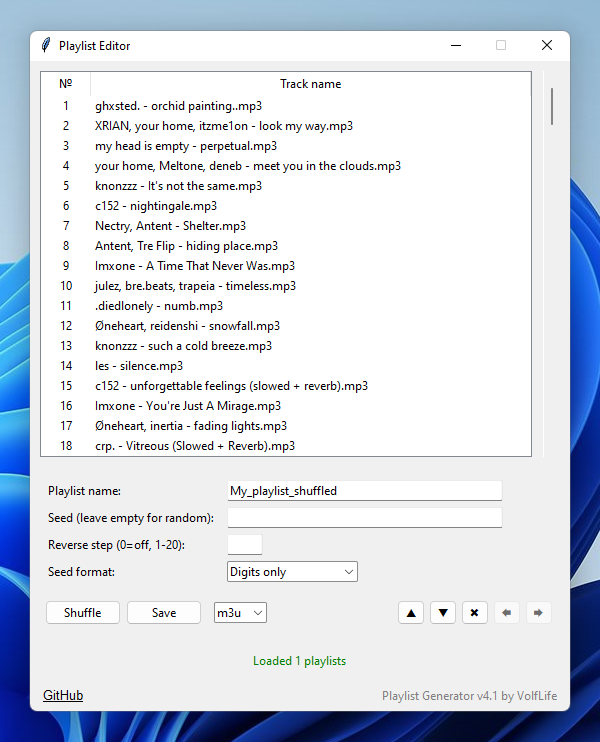 Playlist Editor
№ Track name
1 ghxsted. - orchid painting..mp3
2 XRIAN, your home, itzme1on - look my way.mp3
3 my head is empty - perpetual.mp3
4 your home, Meltone, deneb - meet you in the clouds.mp3
5 knonzzz - It's not the same.mp3
6 c152 - nightingale.mp3
7 Nectry, Antent - Shelter.mp3
8 Antent, Tre Flip - hiding place.mp3
9 Imxone - A Time That Never Was.mp3
10 julez, bre.beats, trapeia - timeless.mp3
11 .diedlonely - numb.mp3
12 Øneheart, reidenshi - snowfall.mp3
13 knonzzz - such a cold breeze.mp3
14 les - silence.mp3
15 c152 - unforgettable feelings (slowed + reverb).mp3
16 Imxone - You're Just A Mirage.mp3
17 Øneheart, inertia - fading lights.mp3
18 crp. - Vitreous (Slowed + Reverb).mp3
Playlist name: My_playlist_shuffled
Seed (leave empty for random):
Reverse step (0=off, 1-20):
Seed format: Digits only
Shuffle Save m3u
Loaded 1 playlists
GitHub Playlist Generator v4.1 by VolfLife